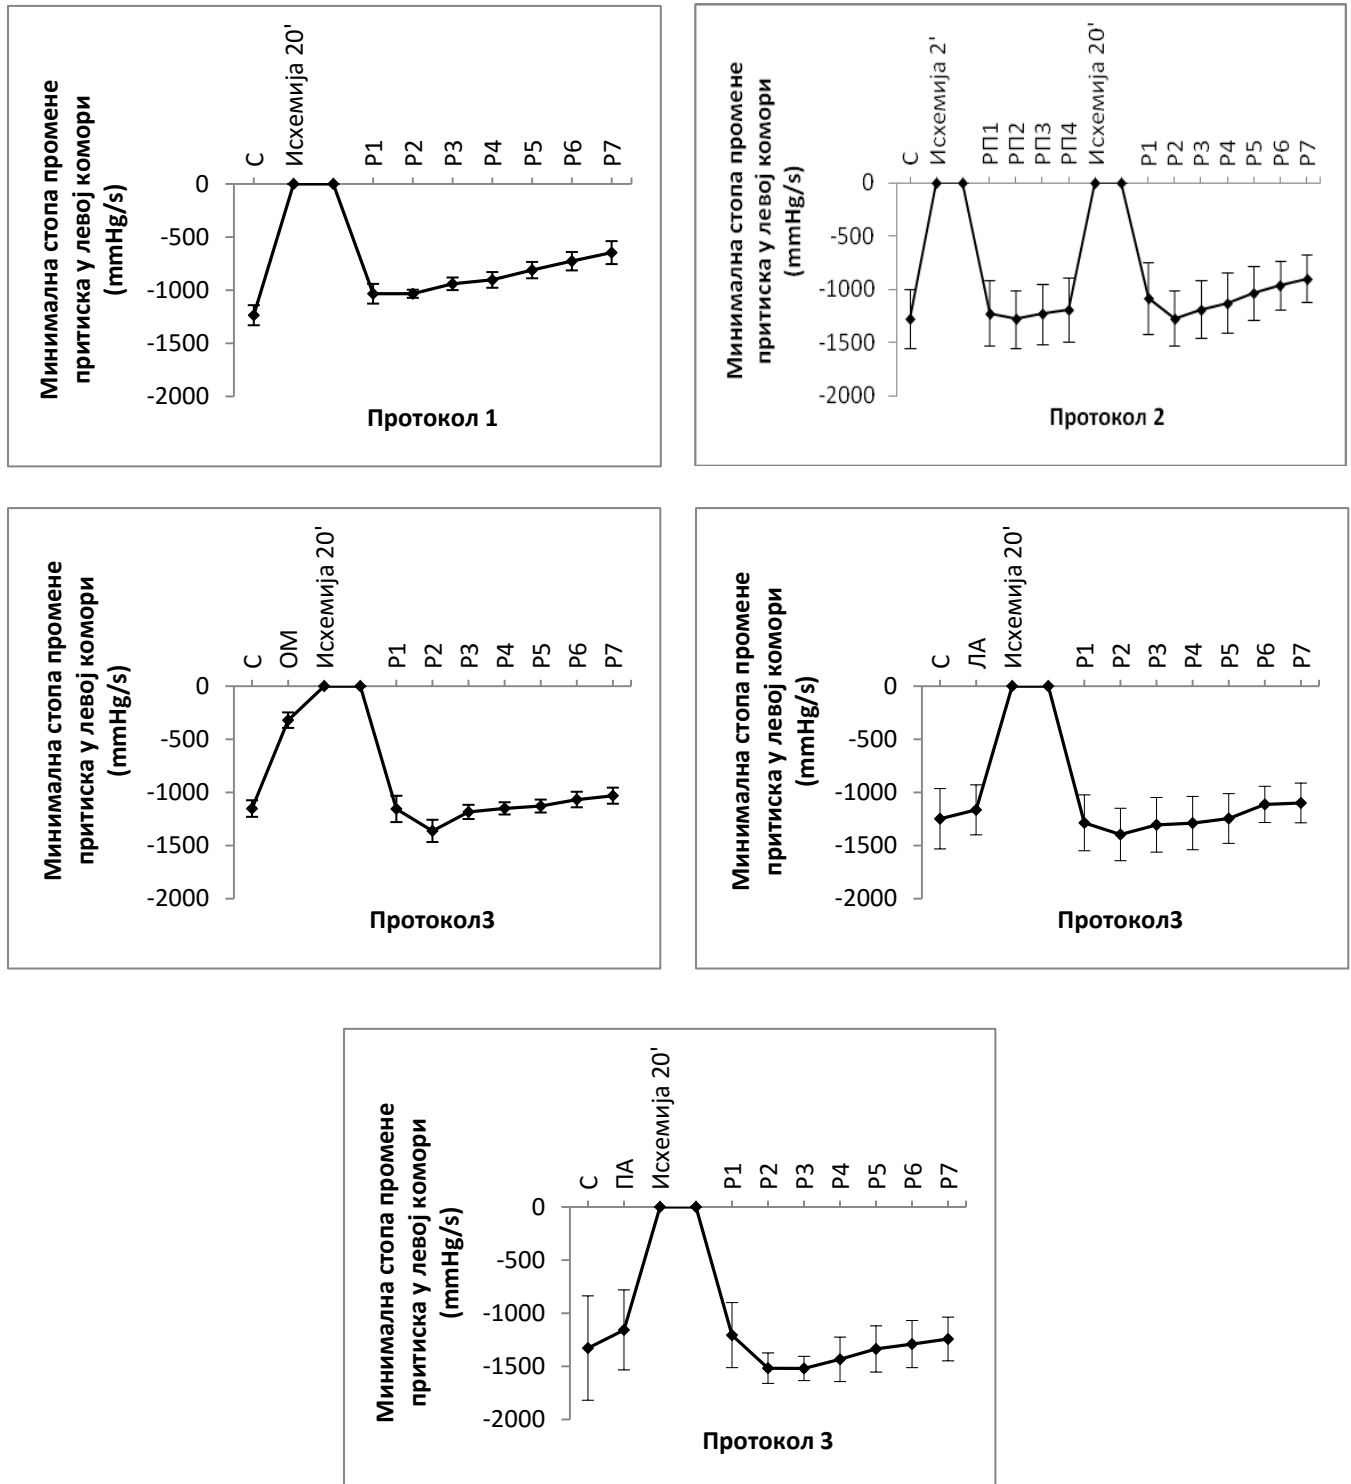 Минимална стопа промене
притиска у левој комори
(mmHg/s)
С
Исхемија 20'
Р1
Р2
Р3
Р4
Р5
Р6
Р7
0
-500
-1000
-1500
-2000
Протокол 1
Минимална стопа промене
притиска у левој комори
(mmHg/s)
С
Исхемија 2'
РП1
РП2
РП3
РП4
Исхемија 20'
Р1
Р2
Р3
Р4
Р5
Р6
Р7
0
-500
-1000
-1500
-2000
Протокол 2
Минимална стопа промене
притиска у левој комори
(mmHg/s)
С
ОМ
Исхемија 20'
Р1
Р2
Р3
Р4
Р5
Р6
Р7
0
-500
-1000
-1500
-2000
Протокол3
Минимална стопа промене
притиска у левој комори
(mmHg/s)
С
ЛА
Исхемија 20'
Р1
Р2
Р3
Р4
Р5
Р6
Р7
0
-500
-1000
-1500
-2000
Протокол3
Минимална стопа промене
притиска у левој комори
(mmHg/s)
С
ПА
Исхемија 20'
Р1
Р2
Р3
Р4
Р5
Р6
Р7
0
-500
-1000
-1500
-2000
Протокол 3